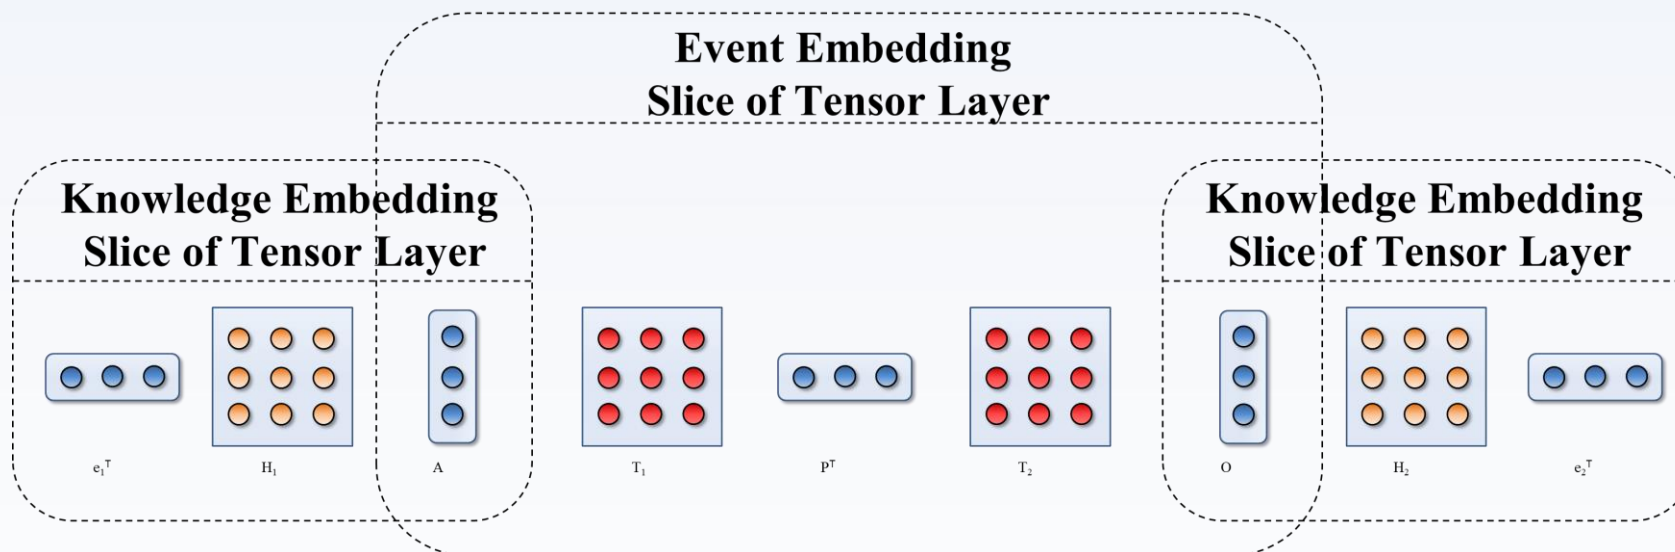 Event Embedding
Slice of Tensor Layer
Knowledge Embedding
Slice of Tensor Layer
Knowledge Embedding
Slice of Tensor Layer
e₁ᵀ H₁ A T₁ Pᵀ T₂ O H₂ e₂ᵀ